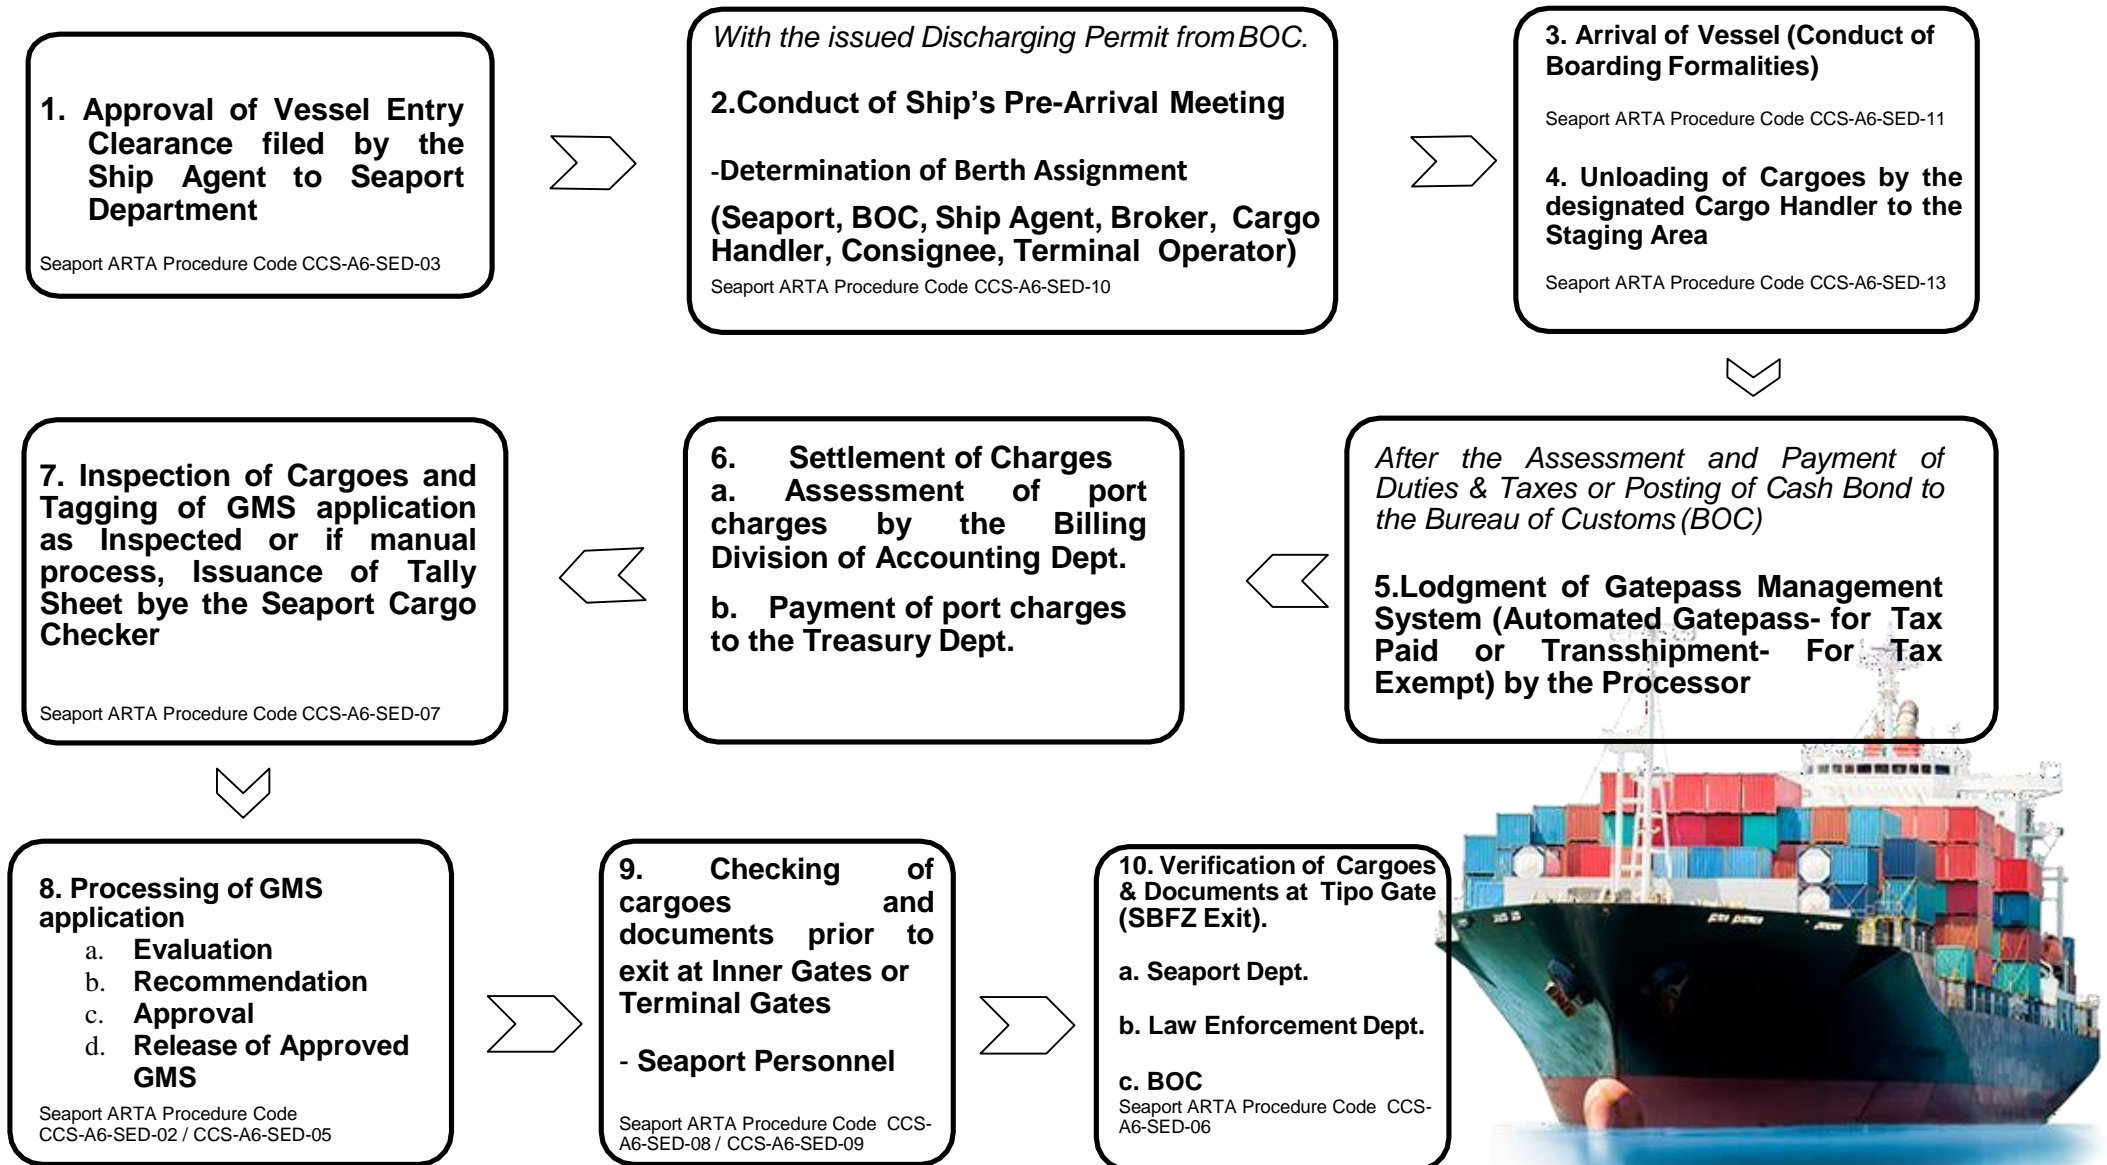 1. Approval of Vessel Entry
Clearance filed by the
Ship Agent to Seaport
Department
Seaport ARTA Procedure Code CCS-A6-SED-03
With the issued Discharging Permit from BOC.
2.Conduct of Ship’s Pre-Arrival Meeting
-Determination of Berth Assignment
(Seaport, BOC, Ship Agent, Broker, Cargo
Handler, Consignee, Terminal Operator)
Seaport ARTA Procedure Code CCS-A6-SED-10
3. Arrival of Vessel (Conduct of
Boarding Formalities)
Seaport ARTA Procedure Code CCS-A6-SED-11
4. Unloading of Cargoes by the
designated Cargo Handler to the
Staging Area
Seaport ARTA Procedure Code CCS-A6-SED-13
After the Assessment and Payment of
Duties & Taxes or Posting of Cash Bond to
the Bureau of Customs (BOC)
5.Lodgment of Gatepass Management
System (Automated Gatepass- for Tax
Paid or Transshipment- For Tax
Exempt) by the Processor
6. Settlement of Charges
a. Assessment of port
charges by the Billing
Division of Accounting Dept.
b. Payment of port charges
to the Treasury Dept.
7. Inspection of Cargoes and
Tagging of GMS application
as Inspected or if manual
process, Issuance of Tally
Sheet bye the Seaport Cargo
Checker
Seaport ARTA Procedure Code CCS-A6-SED-07
8. Processing of GMS
application
a. Evaluation
b. Recommendation
c. Approval
d. Release of Approved
GMS
Seaport ARTA Procedure Code
CCS-A6-SED-02 / CCS-A6-SED-05
9. Checking of
cargoes and
documents prior to
exit at Inner Gates or
Terminal Gates
- Seaport Personnel
Seaport ARTA Procedure Code CCS-
A6-SED-08 / CCS-A6-SED-09
10. Verification of Cargoes
& Documents at Tipo Gate
(SBFZ Exit).
a. Seaport Dept.
b. Law Enforcement Dept.
c. BOC
Seaport ARTA Procedure Code CCS-
A6-SED-06